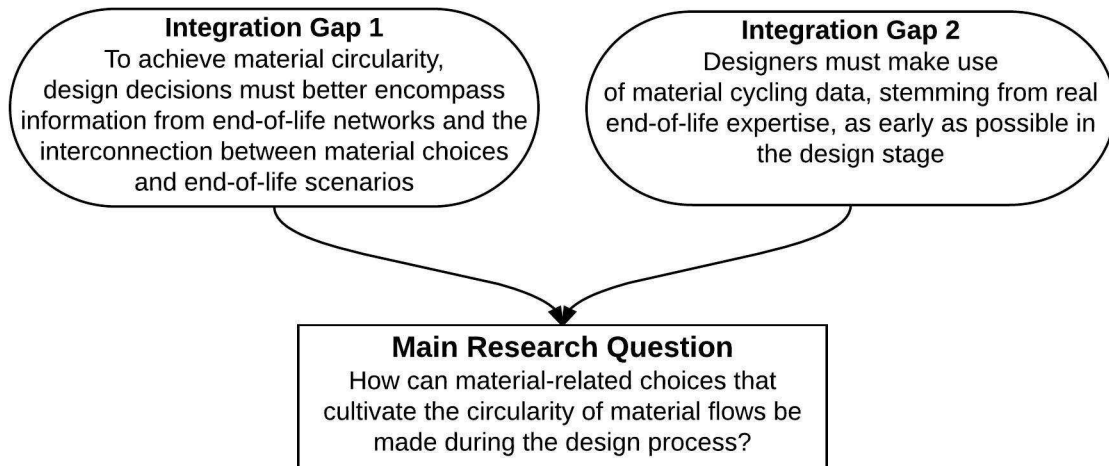 Integration Gap 1
To achieve material circularity,
design decisions must better encompass
information from end-of-life networks and the
interconnection between material choices
and end-of-life scenarios
Integration Gap 2
Designers must make use
of material cycling data, stemming from real
end-of-life expertise, as early as possible in
the design stage
Main Research Question
How can material-related choices that
cultivate the circularity of material flows be
made during the design process?